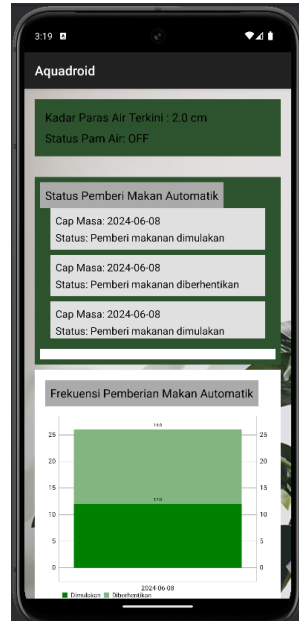 3:19
Aquadroid
Kadar Paras Air Terkini : 2.0 cm
Status Pam Air: OFF
Status Pemberi Makan Automatik
Cap Masa: 2024-06-08
Status: Pemberi makanan dimulakan
Cap Masa: 2024-06-08
Status: Pemberi makanan diberhentikan
Cap Masa: 2024-06-08
Status: Pemberi makanan dimulakan
Frekuensi Pemberian Makan Automatik
25 25
20 20
15 15
10 10
5 5
0 0
2024-06-08
Dimulakan Diberhentikan